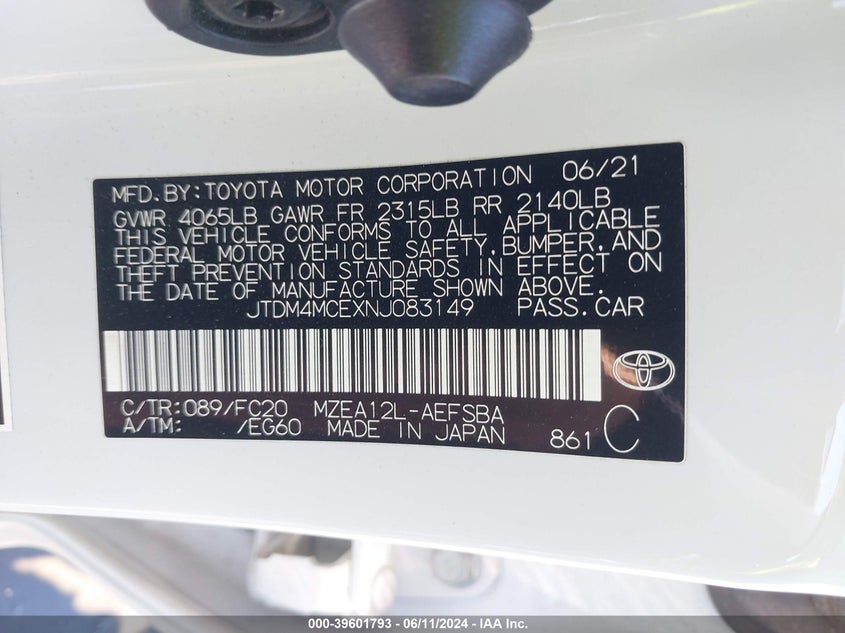 MFD.BY:TOYOTA MOTOR CORPORATION 06/21
GVWR 4065LB GAWR FR 2315LB RR 2140LB
THIS VEHICLE CONFORMS TO ALL APPLICABLE
FEDERAL MOTOR VEHICLE SAFETY,BUMPER,AND
THEFT PREVENTION STANDARDS IN EFFECT ON
THE DATE OF MANUFACTURE SHOWN ABOVE.
JTDM4MCEXNJ083149 PASS.CAR
C/TR:089/FC20 MZEA12L-AEFSBA
A/TM: /EG60 MADE IN JAPAN 861 C
000-39601793 - 06/11/2024 - IAA Inc.